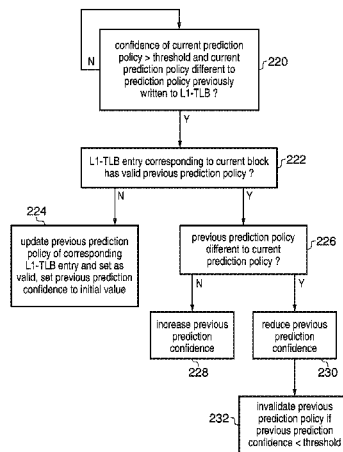 N
confidence of current prediction
policy > threshold and current
prediction policy different to
prediction policy previously
written to L1-TLB ?
220
Y
L1-TLB entry corresponding to current block
has valid previous prediction policy ?
222
N
Y
224
update previous prediction
policy of corresponding
L1-TLB entry and set as
valid, set previous prediction
confidence to initial value
previous prediction policy
different to current
prediction policy ?
226
N
Y
increase previous
prediction
confidence
228
reduce previous
prediction
confidence
230
232
invalidate previous
prediction policy if
previous prediction
confidence < threshold